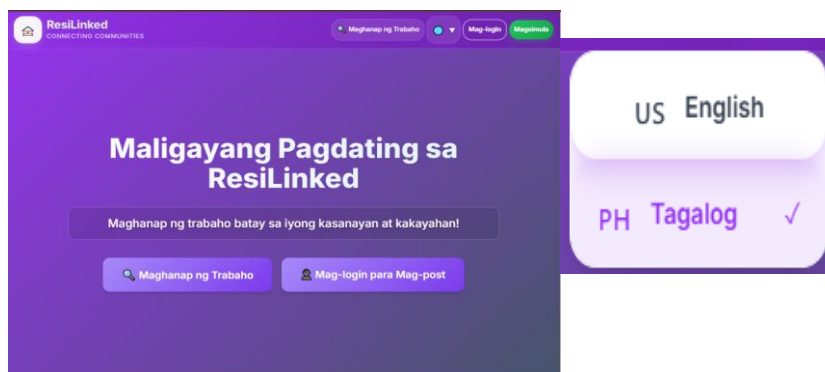 ResiLinked
CONNECTING COMMUNITIES
Maghanap ng Trabaho
Mag-login
Magsimula
Maligayang Pagdating sa
ResiLinked
Maghanap ng trabaho batay sa iyong kasanayan at kakayahan!
Maghanap ng Trabaho
Mag-login para Mag-post
US English
PH Tagalog ✓